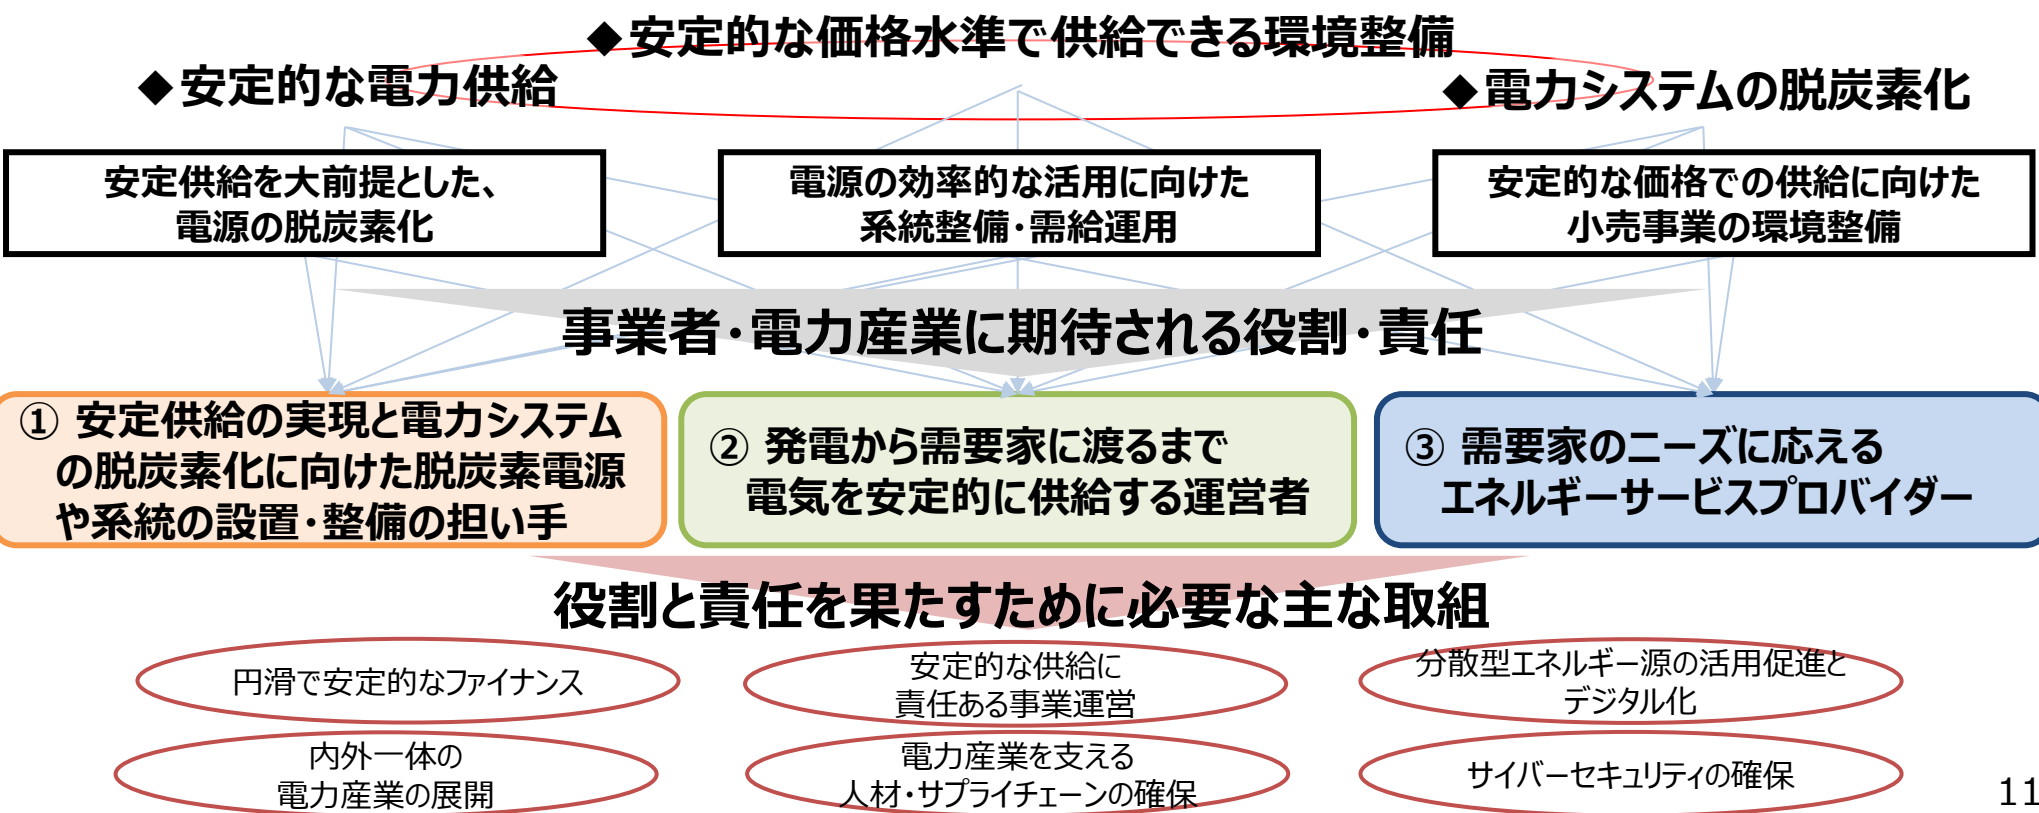 ◆安定的な価格水準で供給できる環境整備
◆安定的な電力供給
◆電力システムの脱炭素化
安定供給を大前提とした、
電源の脱炭素化
電源の効率的な活用に向けた
系統整備・需給運用
安定的な価格での供給に向けた
小売事業の環境整備
事業者・電力産業に期待される役割・責任
① 安定供給の実現と電力システム
の脱炭素化に向けた脱炭素電源
や系統の設置・整備の担い手
② 発電から需要家に渡るまで
電気を安定的に供給する運営者
③ 需要家のニーズに応える
エネルギーサービスプロバイダー
役割と責任を果たすために必要な主な取組
円滑で安定的なファイナンス
安定的な供給に
責任ある事業運営
分散型エネルギー源の活用促進と
デジタル化
内外一体の
電力産業の展開
電力産業を支える
人材・サプライチェーンの確保
サイバーセキュリティの確保
11